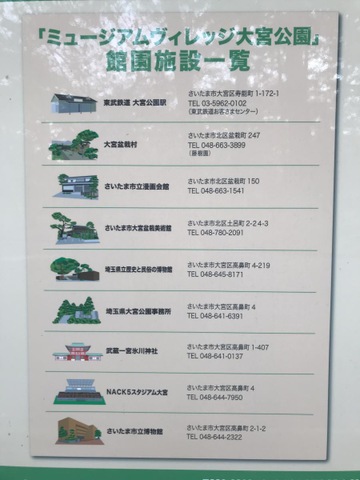 「ミュージアムヴィレッジ大宮公園」
館園施設一覧
東武鉄道 大宮公園駅
さいたま市大宮区寿能町 1-172-1
TEL 03-5962-0102
(東武鉄道お客さまセンター)
大宮盆栽村
さいたま市北区盆栽町 247
TEL 048-663-3899
(藤樹園)
さいたま市立漫画会館
さいたま市北区盆栽町 150
TEL 048-663-1541
さいたま市大宮盆栽美術館
さいたま市北区土呂町 2-24-3
TEL 048-780-2091
埼玉県立歴史と民俗の博物館
さいたま市大宮区高鼻町 4-219
TEL 048-645-8171
埼玉県大宮公園事務所
さいたま市大宮区高鼻町 4
TEL 048-641-6391
武蔵一宮氷川神社
さいたま市大宮区高鼻町 1-407
TEL 048-641-0137
NACK5スタジアム大宮
さいたま市大宮区高鼻町 4
TEL 048-644-7950
さいたま市立博物館
さいたま市大宮区高鼻町 2-1-2
TEL 048-644-2322